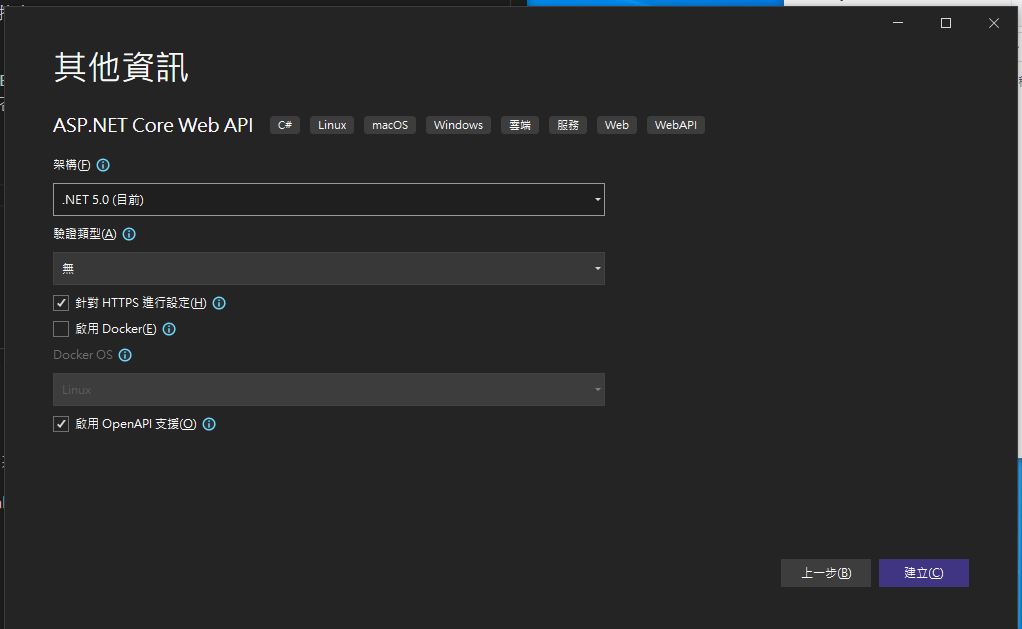 其他資訊
ASP.NET Core Web API C# Linux macOS Windows 雲端 服務 Web WebAPI
架構(F)
.NET 5.0 (目前)
驗證類型(A)
無
針對 HTTPS 進行設定(H)
啟用 Docker(E)
Docker OS
Linux
啟用 OpenAPI 支援(O)
上一步(B) 建立(C)